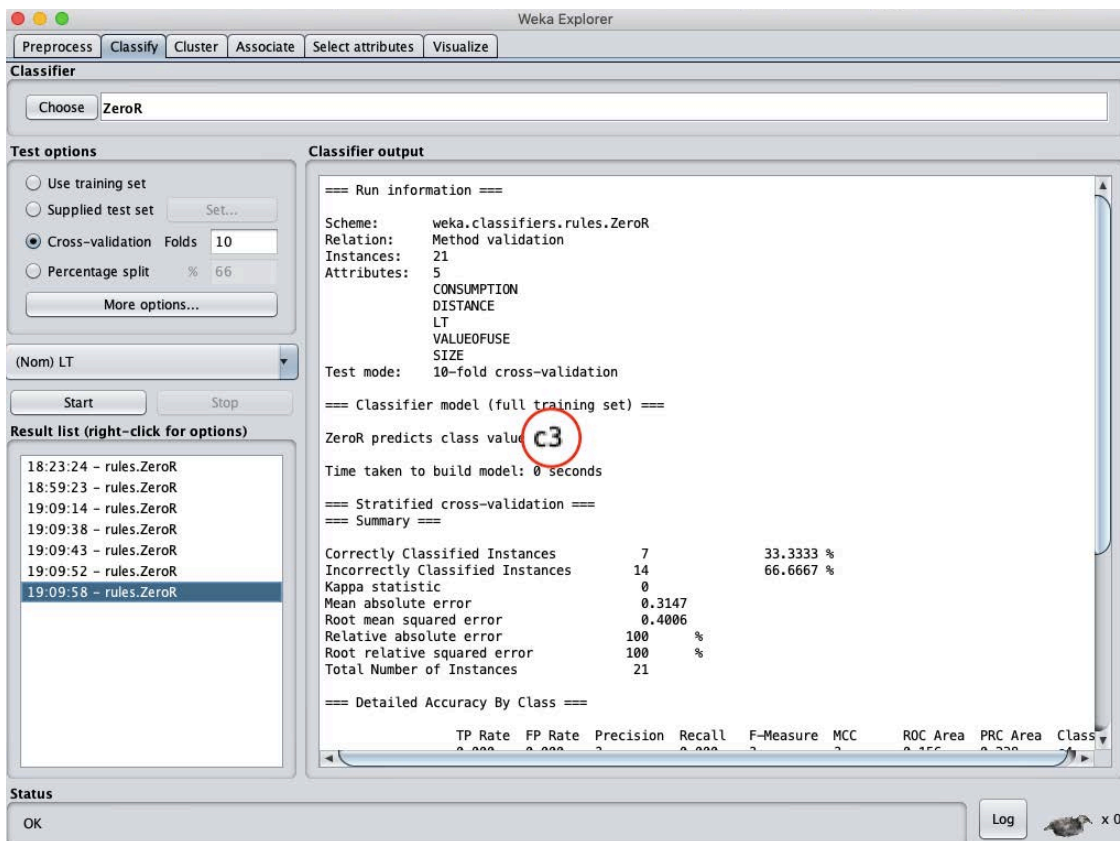 Weka Explorer
Preprocess Classify Cluster Associate Select attributes Visualize
Classifier
Choose ZeroR
Test options
Use training set
Supplied test set Set...
Cross-validation Folds 10
Percentage split % 66
More options...
(Nom) LT
Start Stop
Result list (right-click for options)
18:23:24 - rules.ZeroR
18:59:23 - rules.ZeroR
19:09:14 - rules.ZeroR
19:09:38 - rules.ZeroR
19:09:43 - rules.ZeroR
19:09:52 - rules.ZeroR
19:09:58 - rules.ZeroR
Classifier output
=== Run information ===
Scheme: weka.classifiers.rules.ZeroR
Relation: Method validation
Instances: 21
Attributes: 5
CONSUMPTION
DISTANCE
LT
VALUEOFUSE
SIZE
Test mode: 10-fold cross-validation
=== Classifier model (full training set) ===
ZeroR predicts class value c3
Time taken to build model: 0 seconds
=== Stratified cross-validation ===
=== Summary ===
Correctly Classified Instances 7 33.3333 %
Incorrectly Classified Instances 14 66.6667 %
Kappa statistic 0
Mean absolute error 0.3147
Root mean squared error 0.4006
Relative absolute error 100 %
Root relative squared error 100 %
Total Number of Instances 21
=== Detailed Accuracy By Class ===
TP Rate FP Rate Precision Recall F-Measure MCC ROC Area PRC Area Class
Status
OK
Log x 0